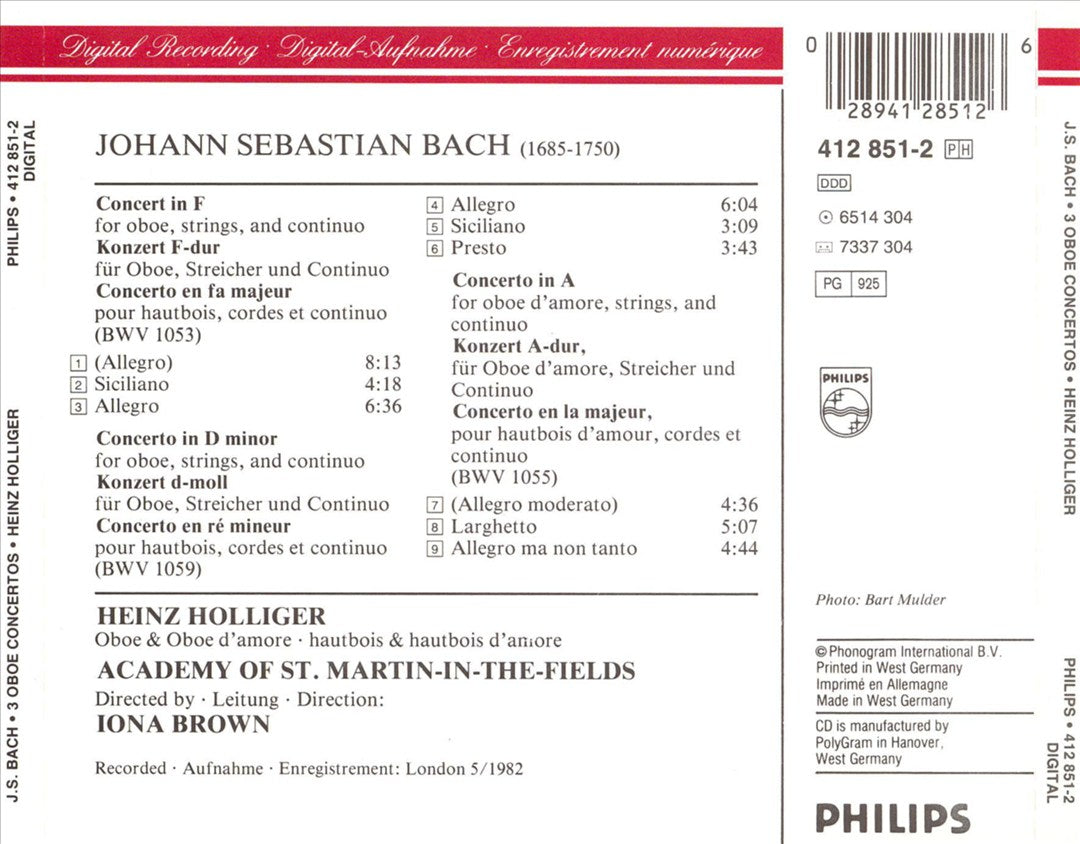 Digital Recording · Digital-Aufnahme · Enregistrement numérique
PHILIPS • 412 851-2
DIGITAL
J.S. BACH • 3 OBOE CONCERTOS • HEINZ HOLLIGER
JOHANN SEBASTIAN BACH (1685-1750)
Concert in F
for oboe, strings, and continuo
Konzert F-dur
für Oboe, Streicher und Continuo
Concerto en fa majeur
pour hautbois, cordes et continuo
(BWV 1053)
1 (Allegro) 8:13
2 Siciliano 4:18
3 Allegro 6:36
Concerto in D minor
for oboe, strings, and continuo
Konzert d-moll
für Oboe, Streicher und Continuo
Concerto en ré mineur
pour hautbois, cordes et continuo
(BWV 1059)
4 Allegro 6:04
5 Siciliano 3:09
6 Presto 3:43
Concerto in A
for oboe d'amore, strings, and
continuo
Konzert A-dur,
für Oboe d'amore, Streicher und
Continuo
Concerto en la majeur,
pour hautbois d'amour, cordes et
continuo
(BWV 1055)
7 (Allegro moderato) 4:36
8 Larghetto 5:07
9 Allegro ma non tanto 4:44
HEINZ HOLLIGER
Oboe & Oboe d'amore · hautbois & hautbois d'amore
ACADEMY OF ST. MARTIN-IN-THE-FIELDS
Directed by · Leitung · Direction:
IONA BROWN
Recorded · Aufnahme · Enregistrement: London 5/1982
0 28941 28512 6
412 851-2 PH
DDD
6514 304
7337 304
PG 925
PHILIPS
Photo: Bart Mulder
© Phonogram International B.V.
Printed in West Germany
Imprimé en Allemagne
Made in West Germany
CD is manufactured by
PolyGram in Hanover,
West Germany
PHILIPS
J.S. BACH • 3 OBOE CONCERTOS • HEINZ HOLLIGER
PHILIPS • 412 851-2
DIGITAL